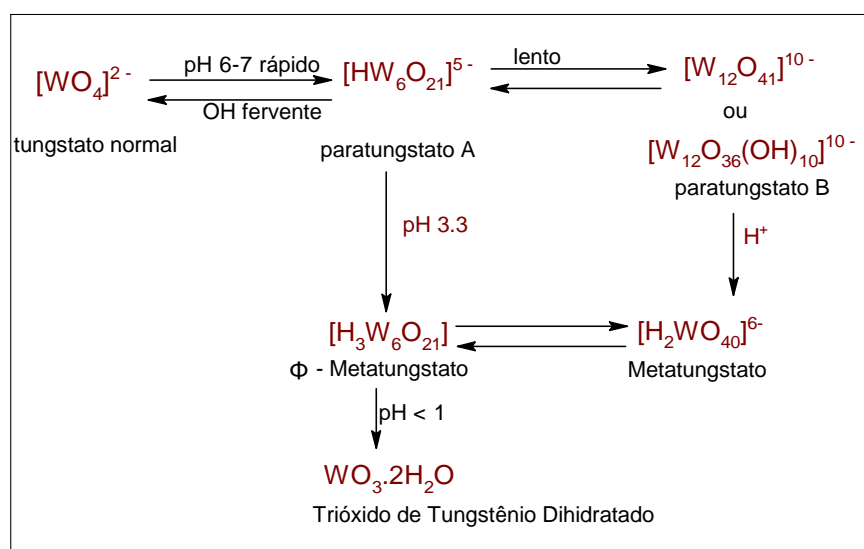 [WO₄]²⁻
pH 6-7 rápido
OH fervente
[HW₆O₂₁]⁵⁻
lento
[W₁₂O₄₁]¹⁰⁻
tungstato normal
paratungstato A
ou
[W₁₂O₃₆(OH)₁₀]¹⁰⁻
paratungstato B
pH 3.3
H⁺
[H₃W₆O₂₁]
[H₂WO₄₀]⁶⁻
Φ - Metatungstato
Metatungstato
pH < 1
WO₃.2H₂O
Trióxido de Tungstênio Dihidratado